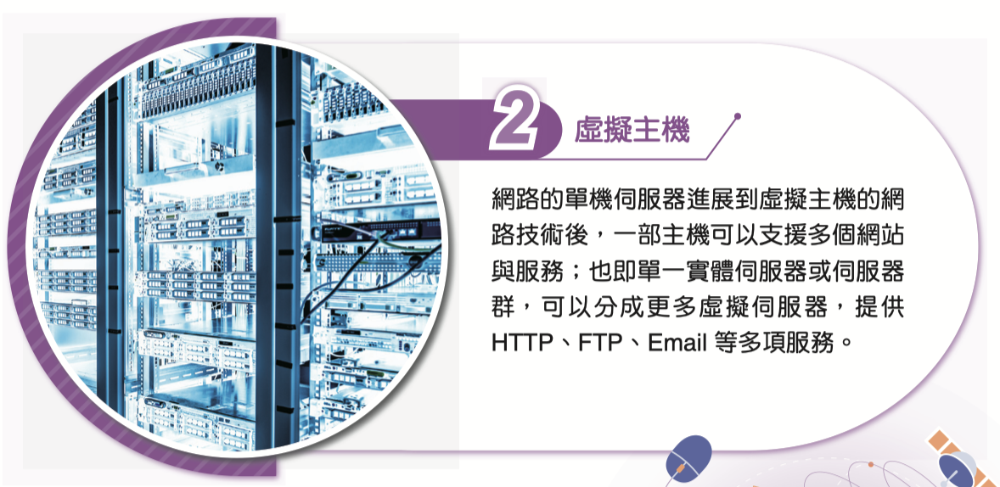 2
虛擬主機
網路的單機伺服器進展到虛擬主機的網
路技術後，一部主機可以支援多個網站
與服務；也即單一實體伺服器或伺服器
群，可以分成更多虛擬伺服器，提供
HTTP、FTP、Email 等多項服務。